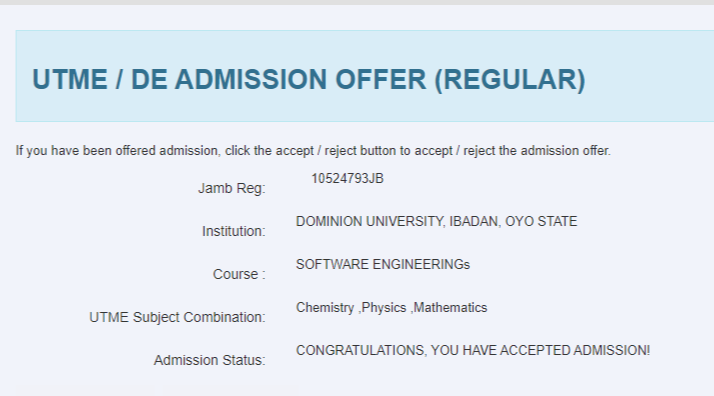 UTME / DE ADMISSION OFFER (REGULAR)
If you have been offered admission, click the accept / reject button to accept / reject the admission offer.
Jamb Reg: 10524793JB
Institution: DOMINION UNIVERSITY, IBADAN, OYO STATE
Course : SOFTWARE ENGINEERINGs
UTME Subject Combination: Chemistry ,Physics ,Mathematics
Admission Status: CONGRATULATIONS, YOU HAVE ACCEPTED ADMISSION!